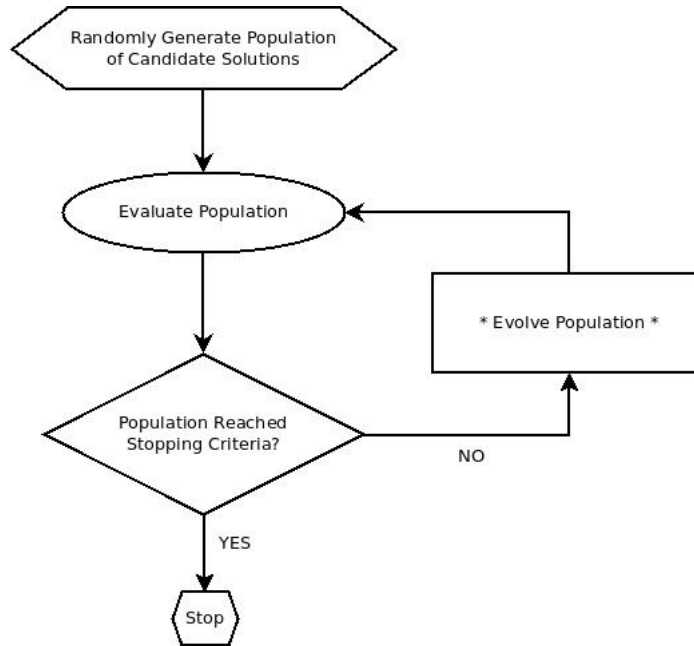 Randomly Generate Population
of Candidate Solutions
Evaluate Population
* Evolve Population *
Population Reached
Stopping Criteria?
NO
YES
Stop